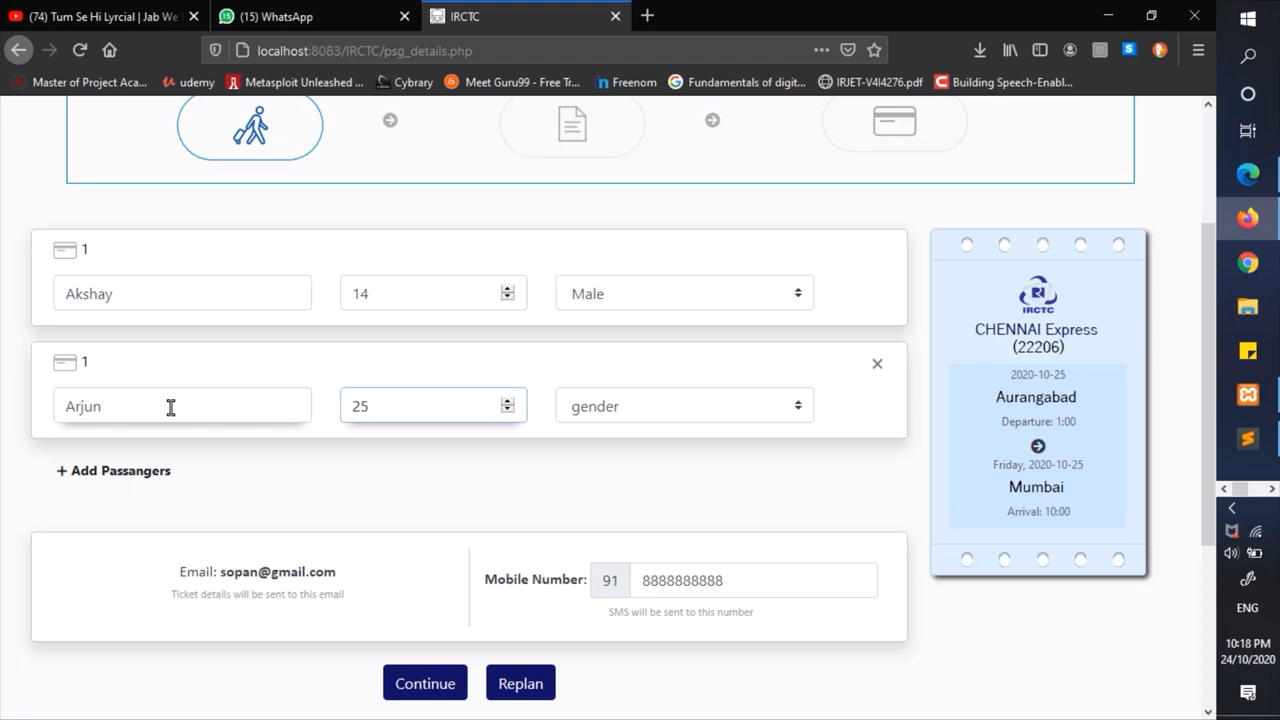 (74) Tum Se Hi Lyrcial | Jab We
(15) WhatsApp
IRCTC
localhost:8083/IRCTC/psg_details.php
Master of Project Aca...
udemy
Metasploit Unleashed ...
Cybrary
Meet Guru99 - Free Tr...
Freenom
Fundamentals of digit...
IRJET-V4I4276.pdf
Building Speech-Enabl...
1
Akshay
14
Male
1
Arjun
25
gender
+ Add Passangers
Email: sopan@gmail.com
Ticket details will be sent to this email
Mobile Number:
91
8888888888
SMS will be sent to this number
Continue
Replan
IRCTC
CHENNAI Express
(22206)
2020-10-25
Aurangabad
Departure: 1:00
Friday, 2020-10-25
Mumbai
Arrival: 10:00
ENG
10:18 PM
24/10/2020